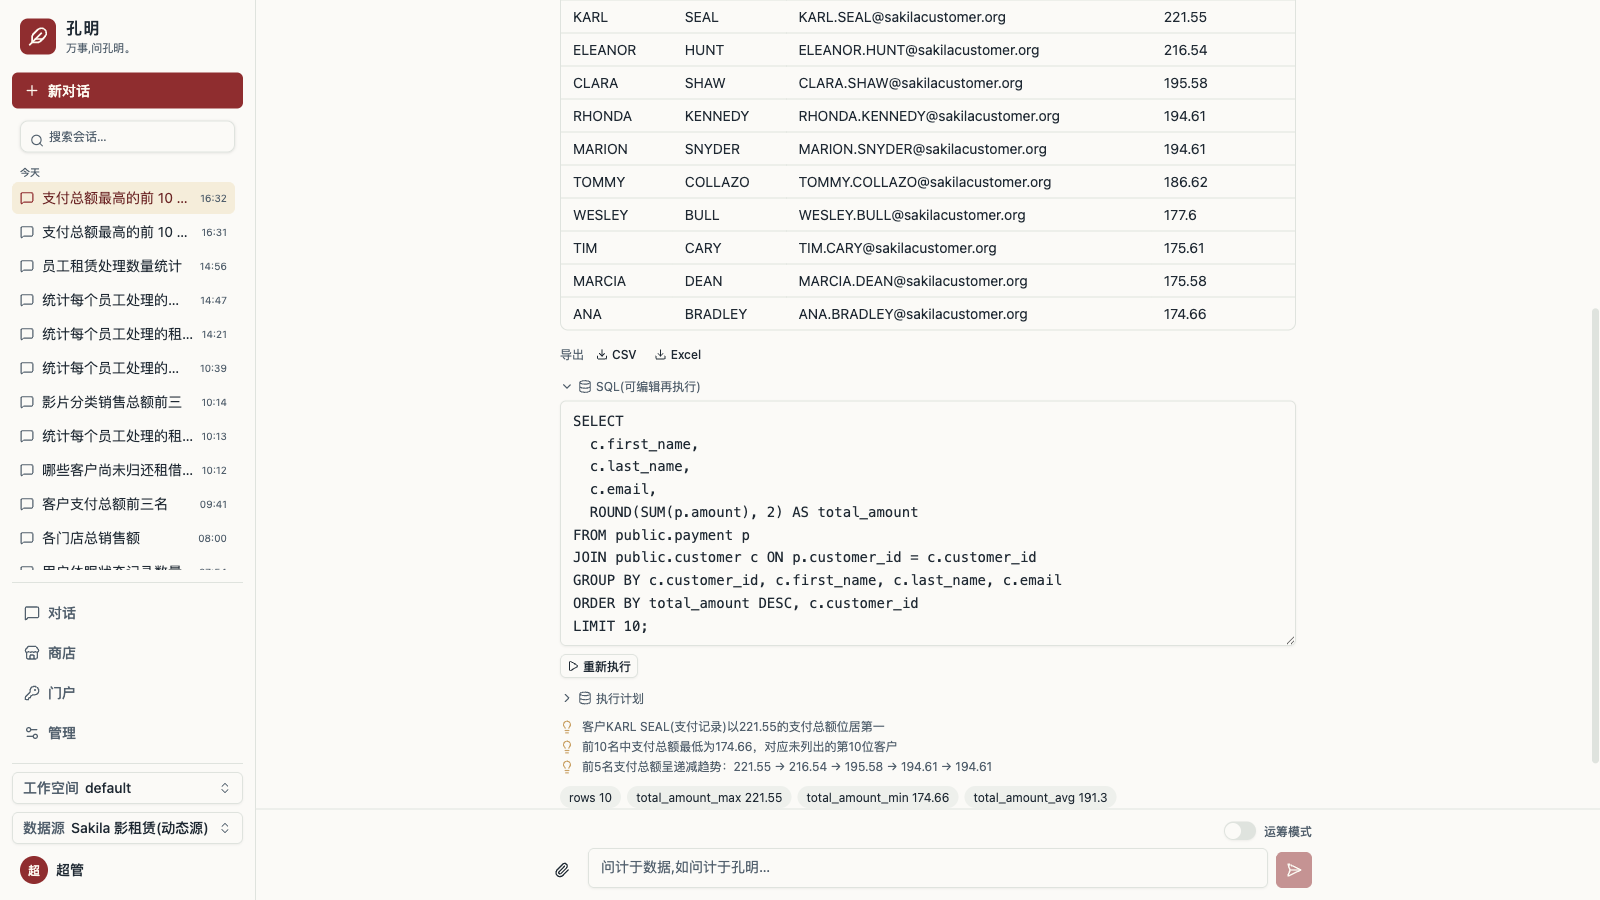 孔明
万事,问孔明。
新对话
搜索会话...
今天
支付总额最高的前 10 ... 16:32
支付总额最高的前 10 ... 16:31
员工租赁处理数量统计 14:56
统计每个员工处理的... 14:47
统计每个员工处理的租... 14:21
统计每个员工处理的... 10:39
影片分类销售总额前三 10:14
统计每个员工处理的租... 10:13
哪些客户尚未归还租借... 10:12
客户支付总额前三名 09:41
各门店总销售额 08:00
对话
商店
门户
管理
工作空间 default
数据源 Sakila 影租赁(动态源)
超 超管
KARL SEAL KARL.SEAL@sakilacustomer.org 221.55
ELEANOR HUNT ELEANOR.HUNT@sakilacustomer.org 216.54
CLARA SHAW CLARA.SHAW@sakilacustomer.org 195.58
RHONDA KENNEDY RHONDA.KENNEDY@sakilacustomer.org 194.61
MARION SNYDER MARION.SNYDER@sakilacustomer.org 194.61
TOMMY COLLAZO TOMMY.COLLAZO@sakilacustomer.org 186.62
WESLEY BULL WESLEY.BULL@sakilacustomer.org 177.6
TIM CARY TIM.CARY@sakilacustomer.org 175.61
MARCIA DEAN MARCIA.DEAN@sakilacustomer.org 175.58
ANA BRADLEY ANA.BRADLEY@sakilacustomer.org 174.66
导出 CSV Excel
SQL(可编辑再执行)
SELECT
  c.first_name,
  c.last_name,
  c.email,
  ROUND(SUM(p.amount), 2) AS total_amount
FROM public.payment p
JOIN public.customer c ON p.customer_id = c.customer_id
GROUP BY c.customer_id, c.first_name, c.last_name, c.email
ORDER BY total_amount DESC, c.customer_id
LIMIT 10;
重新执行
执行计划
客户KARL SEAL(支付记录)以221.55的支付总额位居第一
前10名中支付总额最低为174.66，对应未列出的第10位客户
前5名支付总额呈递减趋势：221.55 → 216.54 → 195.58 → 194.61 → 194.61
rows 10 total_amount_max 221.55 total_amount_min 174.66 total_amount_avg 191.3
运筹模式
问计于数据,如问计于孔明...